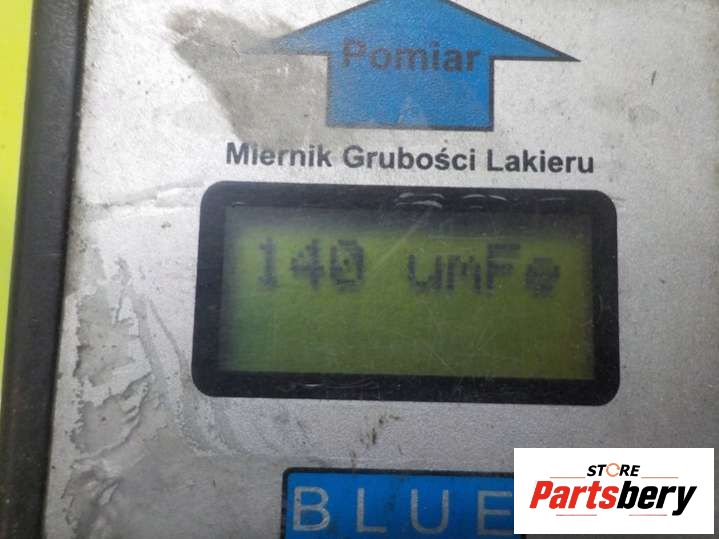 Pomiar
Miernik Grubości Lakieru
140 umFe
BLUE
STORE
Partsbery